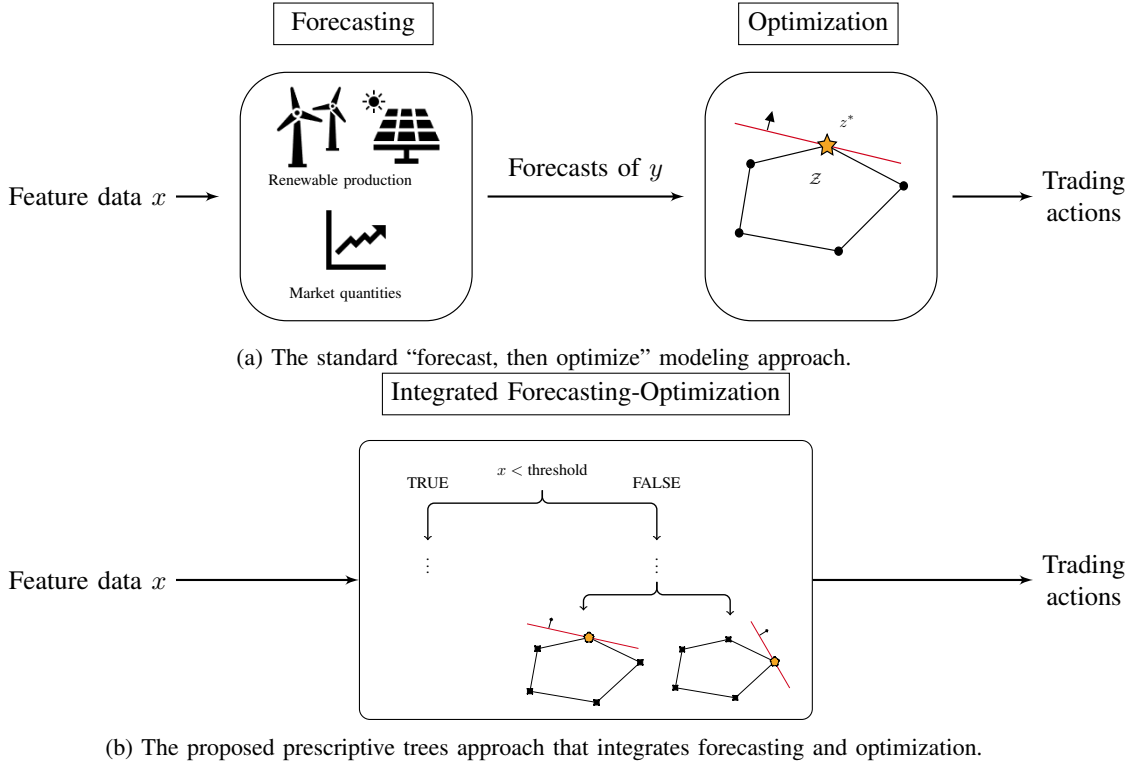 Forecasting
Optimization
z*
Renewable production
Forecasts of y
𝒵
Feature data x
Trading
actions
Market quantities
(a) The standard “forecast, then optimize” modeling approach.
Integrated Forecasting-Optimization
x < threshold
TRUE
FALSE
⋮
⋮
Feature data x
Trading
actions
(b) The proposed prescriptive trees approach that integrates forecasting and optimization.